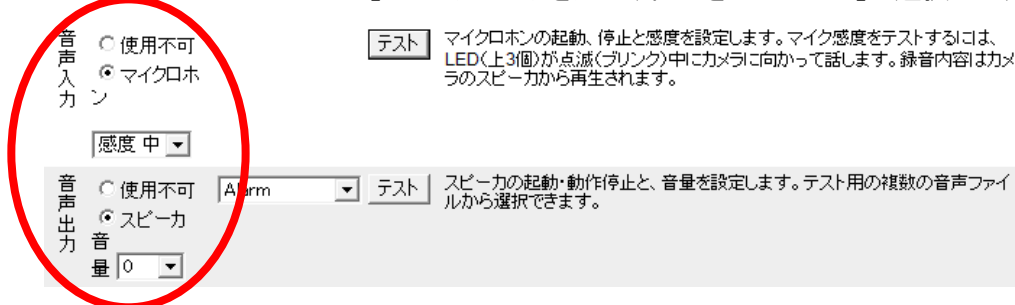 音声入力
使用不可
マイクロホ
ン
感度 中
テスト
マイクロホンの起動、停止と感度を設定します。マイク感度をテストするには、
LED(上3個)が点滅(ブリンク)中にカメラに向かって話します。録音内容はカメ
ラのスピーカから再生されます。
音声出力
使用不可
スピーカ
音
量 0
Alarm
テスト
スピーカの起動・動作停止と、音量を設定します。テスト用の複数の音声ファイ
ルから選択できます。